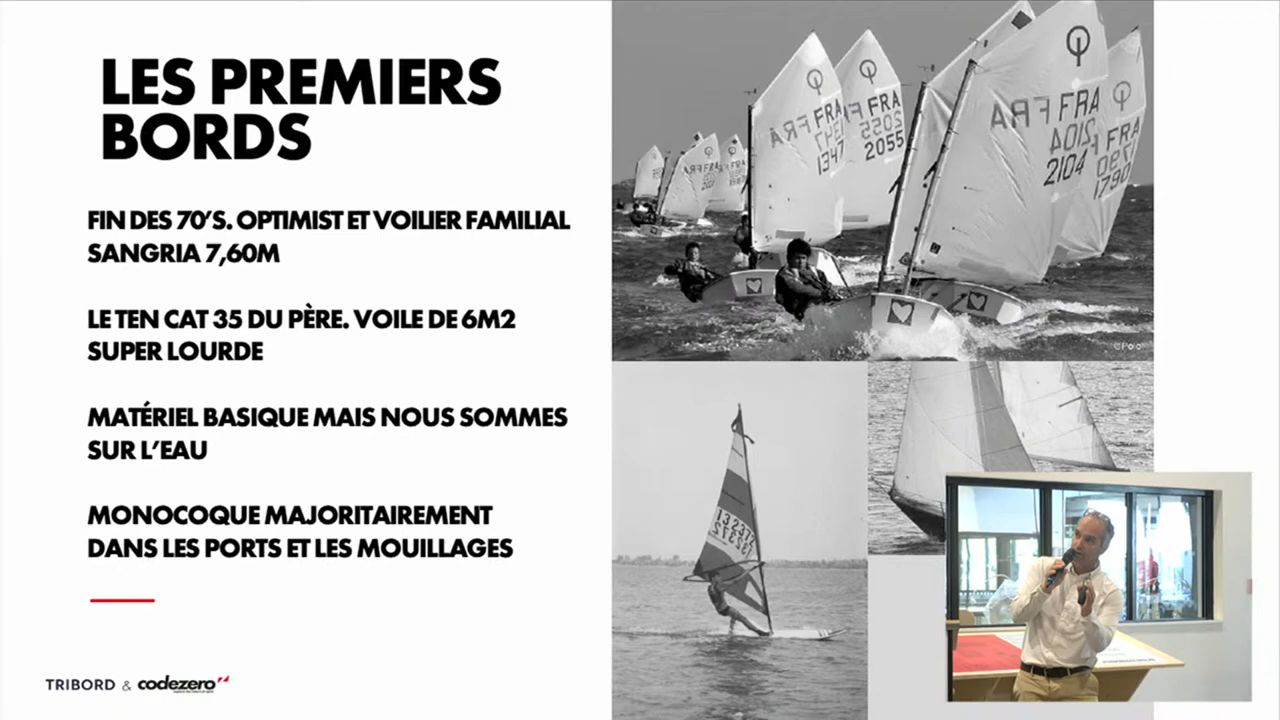 LES PREMIERS
BORDS
FIN DES 70'S. OPTIMIST ET VOILIER FAMILIAL
SANGRIA 7,60M
LE TEN CAT 35 DU PÈRE. VOILE DE 6M2
SUPER LOURDE
MATÉRIEL BASIQUE MAIS NOUS SOMMES
SUR L'EAU
MONOCOQUE MAJORITAIREMENT
DANS LES PORTS ET LES MOUILLAGES
TRIBORD & codezero
FRA
1347
FRA
2055
FRA
2104
FRA
1790